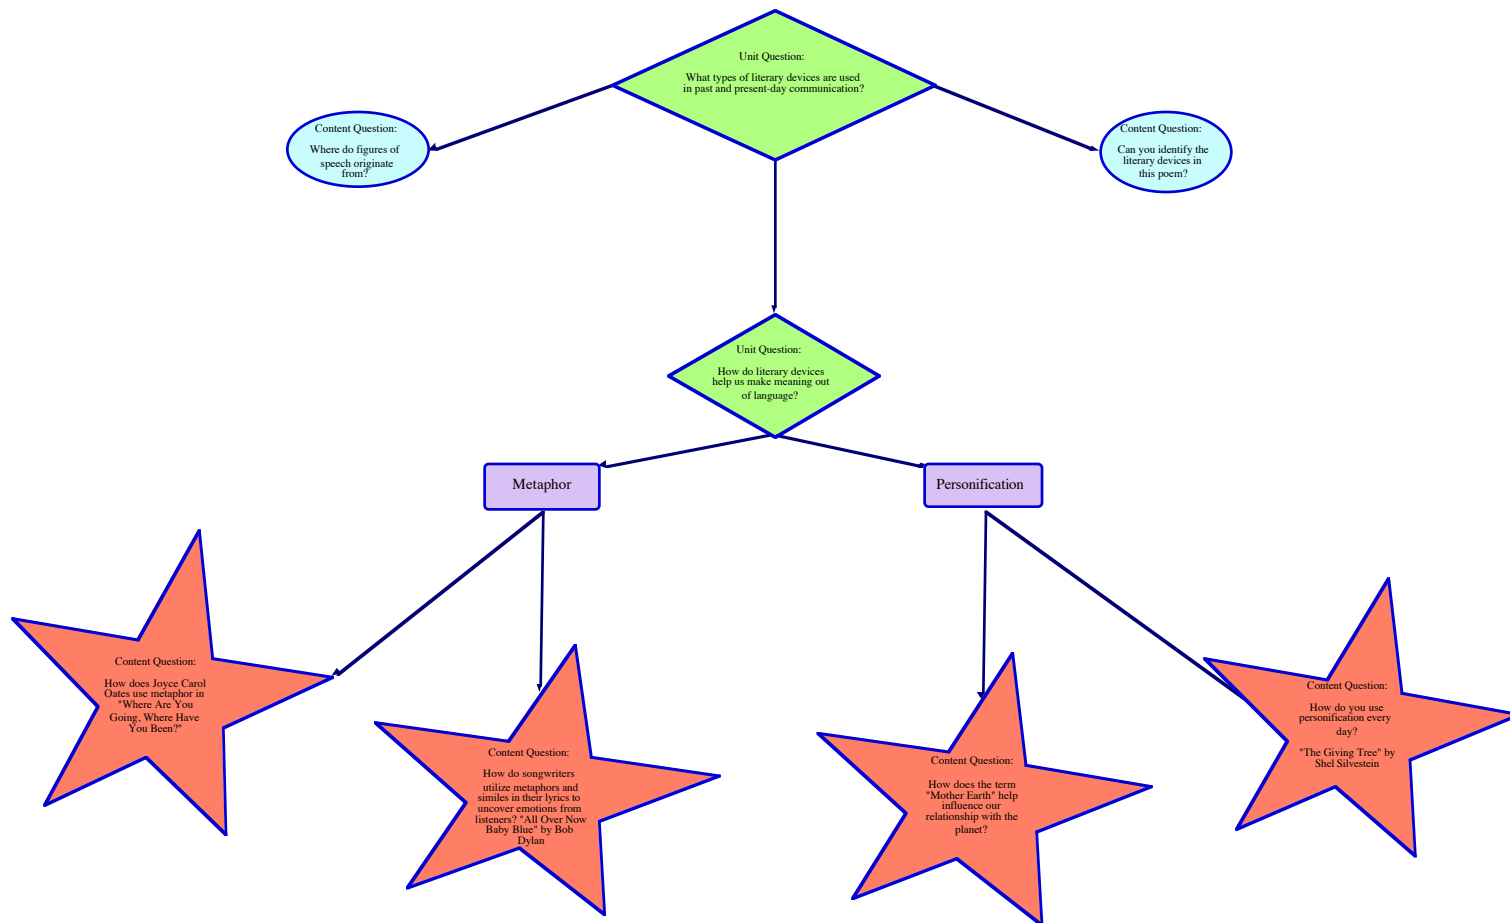 Unit Question:
What types of literary devices are used
in past and present-day communication?
Content Question:
Where do figures of
speech originate
from?
Content Question:
Can you identify the
literary devices in
this poem?
Unit Question:
How do literary devices
help us make meaning out
of language?
Metaphor
Personification
Content Question:
How does Joyce Carol
Oates use metaphor in
"Where Are You
Going, Where Have
You Been?"
Content Question:
How do songwriters
utilize metaphors and
similes in their lyrics to
uncover emotions from
listeners? "All Over Now
Baby Blue" by Bob
Dylan
Content Question:
How does the term
"Mother Earth" help
influence our
relationship with the
planet?
Content Question:
How do you use
personification every
day?
"The Giving Tree" by
Shel Silvestein